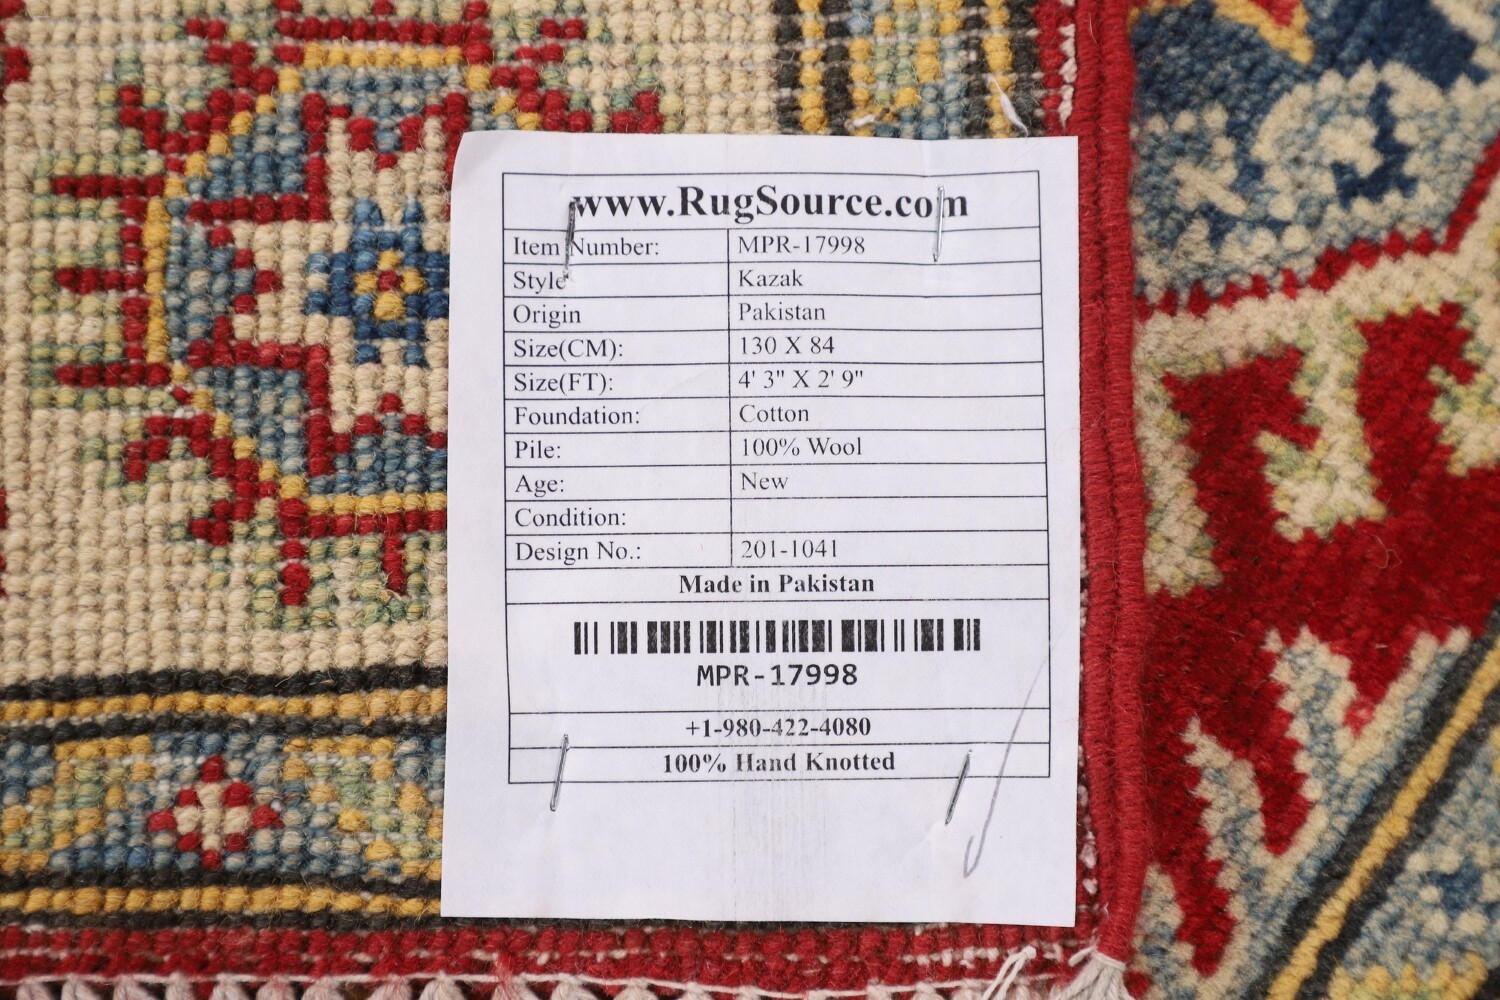 www.RugSource.com
Item Number: MPR-17998
Style Kazak
Origin Pakistan
Size(CM): 130 X 84
Size(FT): 4' 3" X 2' 9"
Foundation: Cotton
Pile: 100% Wool
Age: New
Condition:
Design No.: 201-1041
Made in Pakistan
MPR-17998
+1-980-422-4080
100% Hand Knotted